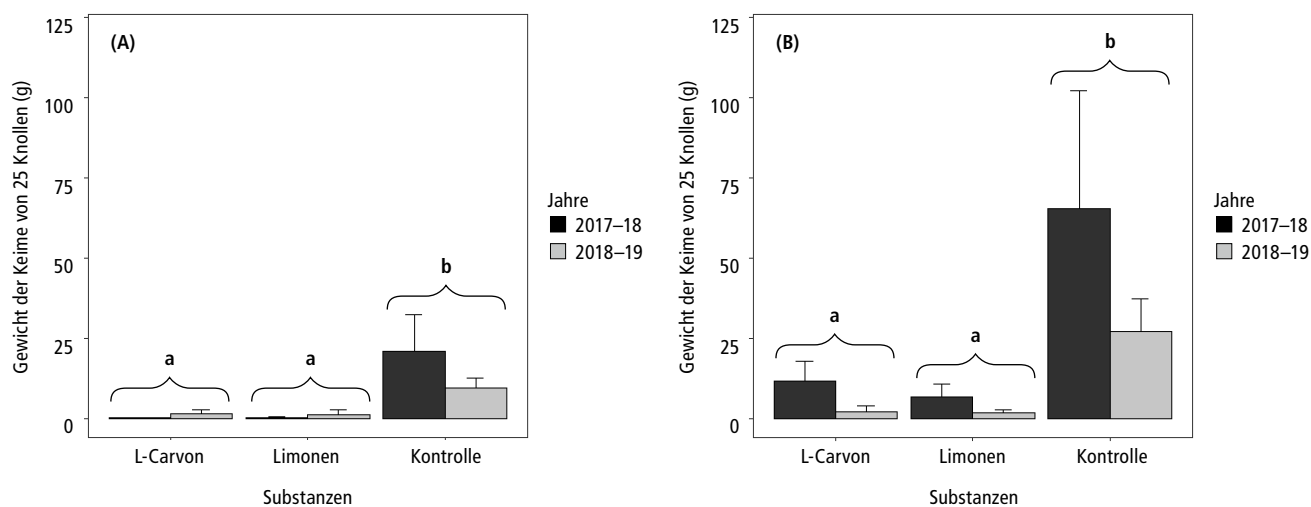 (A)
Gewicht der Keime von 25 Knollen (g)
125
100
75
50
25
0
a
a
b
L-Carvon
Limonen
Kontrolle
Substanzen
Jahre
2017–18
2018–19
(B)
Gewicht der Keime von 25 Knollen (g)
125
100
75
50
25
0
a
a
b
L-Carvon
Limonen
Kontrolle
Substanzen
Jahre
2017–18
2018–19